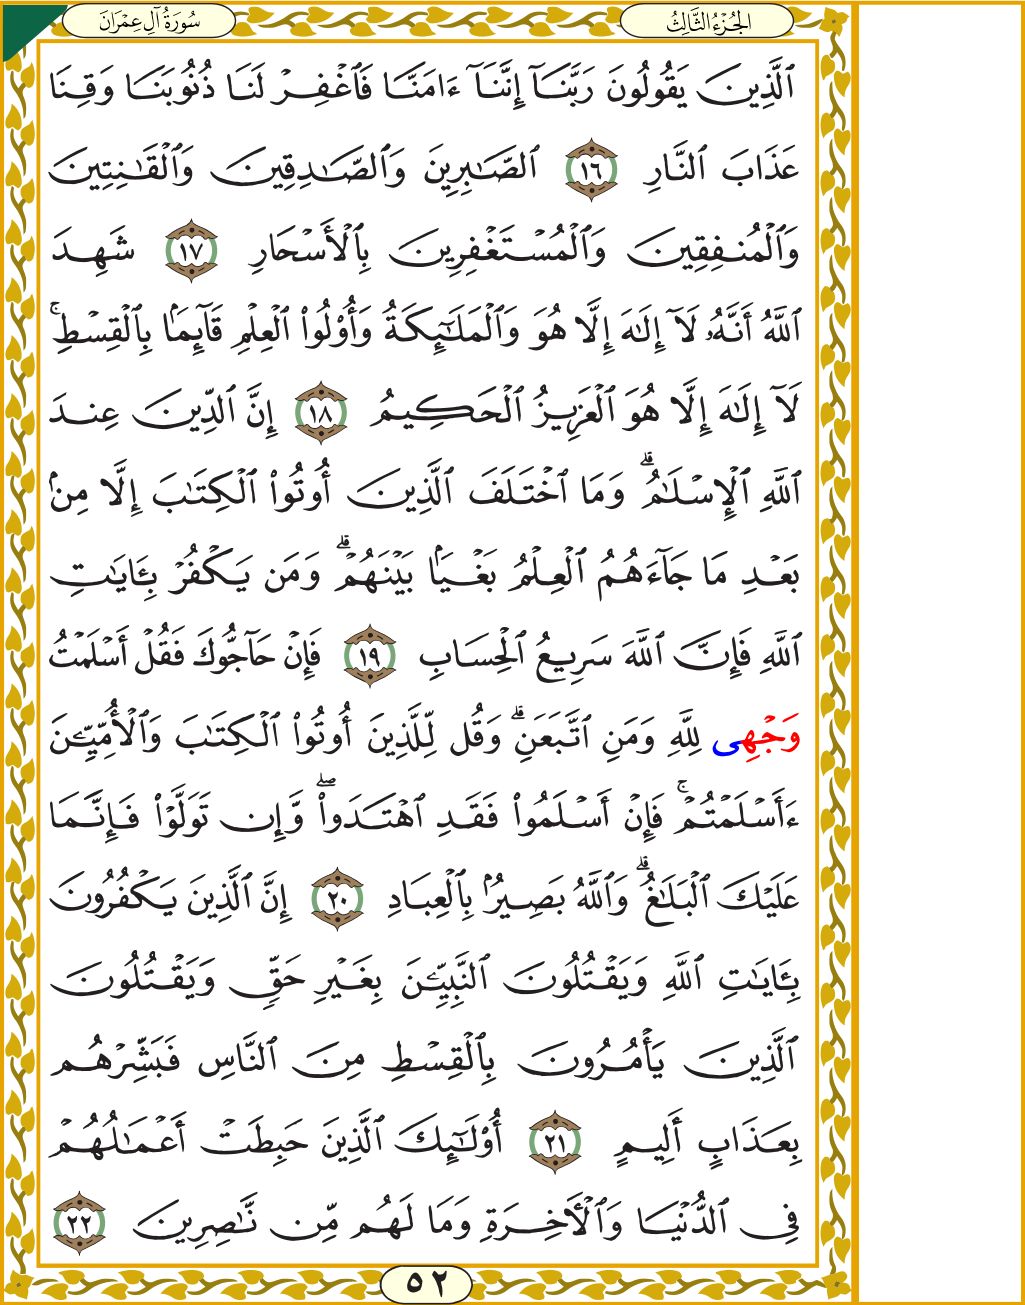 سُورَةُ آلِ عِمْرَانَ
الجُزْءُ الثَّالِثُ
ٱلَّذِينَ يَقُولُونَ رَبَّنَآ إِنَّنَآ ءَامَنَّا فَٱغْفِرْ لَنَا ذُنُوبَنَا وَقِنَا
عَذَابَ ٱلنَّارِ ١٦ ٱلصَّـٰبِرِينَ وَٱلصَّـٰدِقِينَ وَٱلْقَـٰنِتِينَ
وَٱلْمُنفِقِينَ وَٱلْمُسْتَغْفِرِينَ بِٱلْأَسْحَارِ ١٧ شَهِدَ
ٱللَّهُ أَنَّهُۥ لَآ إِلَـٰهَ إِلَّا هُوَ وَٱلْمَلَـٰٓئِكَةُ وَأُو۟لُوا۟ ٱلْعِلْمِ قَآئِمًۢا بِٱلْقِسْطِ ۚ
لَآ إِلَـٰهَ إِلَّا هُوَ ٱلْعَزِيزُ ٱلْحَكِيمُ ١٨ إِنَّ ٱلدِّينَ عِندَ
ٱللَّهِ ٱلْإِسْلَـٰمُ ۗ وَمَا ٱخْتَلَفَ ٱلَّذِينَ أُوتُوا۟ ٱلْكِتَـٰبَ إِلَّا مِنۢ
بَعْدِ مَا جَآءَهُمُ ٱلْعِلْمُ بَغْيًۢا بَيْنَهُمْ ۗ وَمَن يَكْفُرْ بِـَٔايَـٰتِ
ٱللَّهِ فَإِنَّ ٱللَّهَ سَرِيعُ ٱلْحِسَابِ ١٩ فَإِنْ حَآجُّوكَ فَقُلْ أَسْلَمْتُ
وَجْهِى لِلَّهِ وَمَنِ ٱتَّبَعَنِ ۗ وَقُل لِّلَّذِينَ أُوتُوا۟ ٱلْكِتَـٰبَ وَٱلْأُمِّيِّـۧنَ
ءَأَسْلَمْتُمْ ۚ فَإِنْ أَسْلَمُوا۟ فَقَدِ ٱهْتَدَوا۟ ۖ وَّإِن تَوَلَّوْا۟ فَإِنَّمَا
عَلَيْكَ ٱلْبَلَـٰغُ ۗ وَٱللَّهُ بَصِيرٌۢ بِٱلْعِبَادِ ٢٠ إِنَّ ٱلَّذِينَ يَكْفُرُونَ
بِـَٔايَـٰتِ ٱللَّهِ وَيَقْتُلُونَ ٱلنَّبِيِّـۧنَ بِغَيْرِ حَقٍّ وَيَقْتُلُونَ
ٱلَّذِينَ يَأْمُرُونَ بِٱلْقِسْطِ مِنَ ٱلنَّاسِ فَبَشِّرْهُم
بِعَذَابٍ أَلِيمٍ ٢١ أُو۟لَـٰٓئِكَ ٱلَّذِينَ حَبِطَتْ أَعْمَـٰلُهُمْ
فِى ٱلدُّنْيَا وَٱلْـَٔاخِرَةِ وَمَا لَهُم مِّن نَّـٰصِرِينَ ٢٢
٥٢